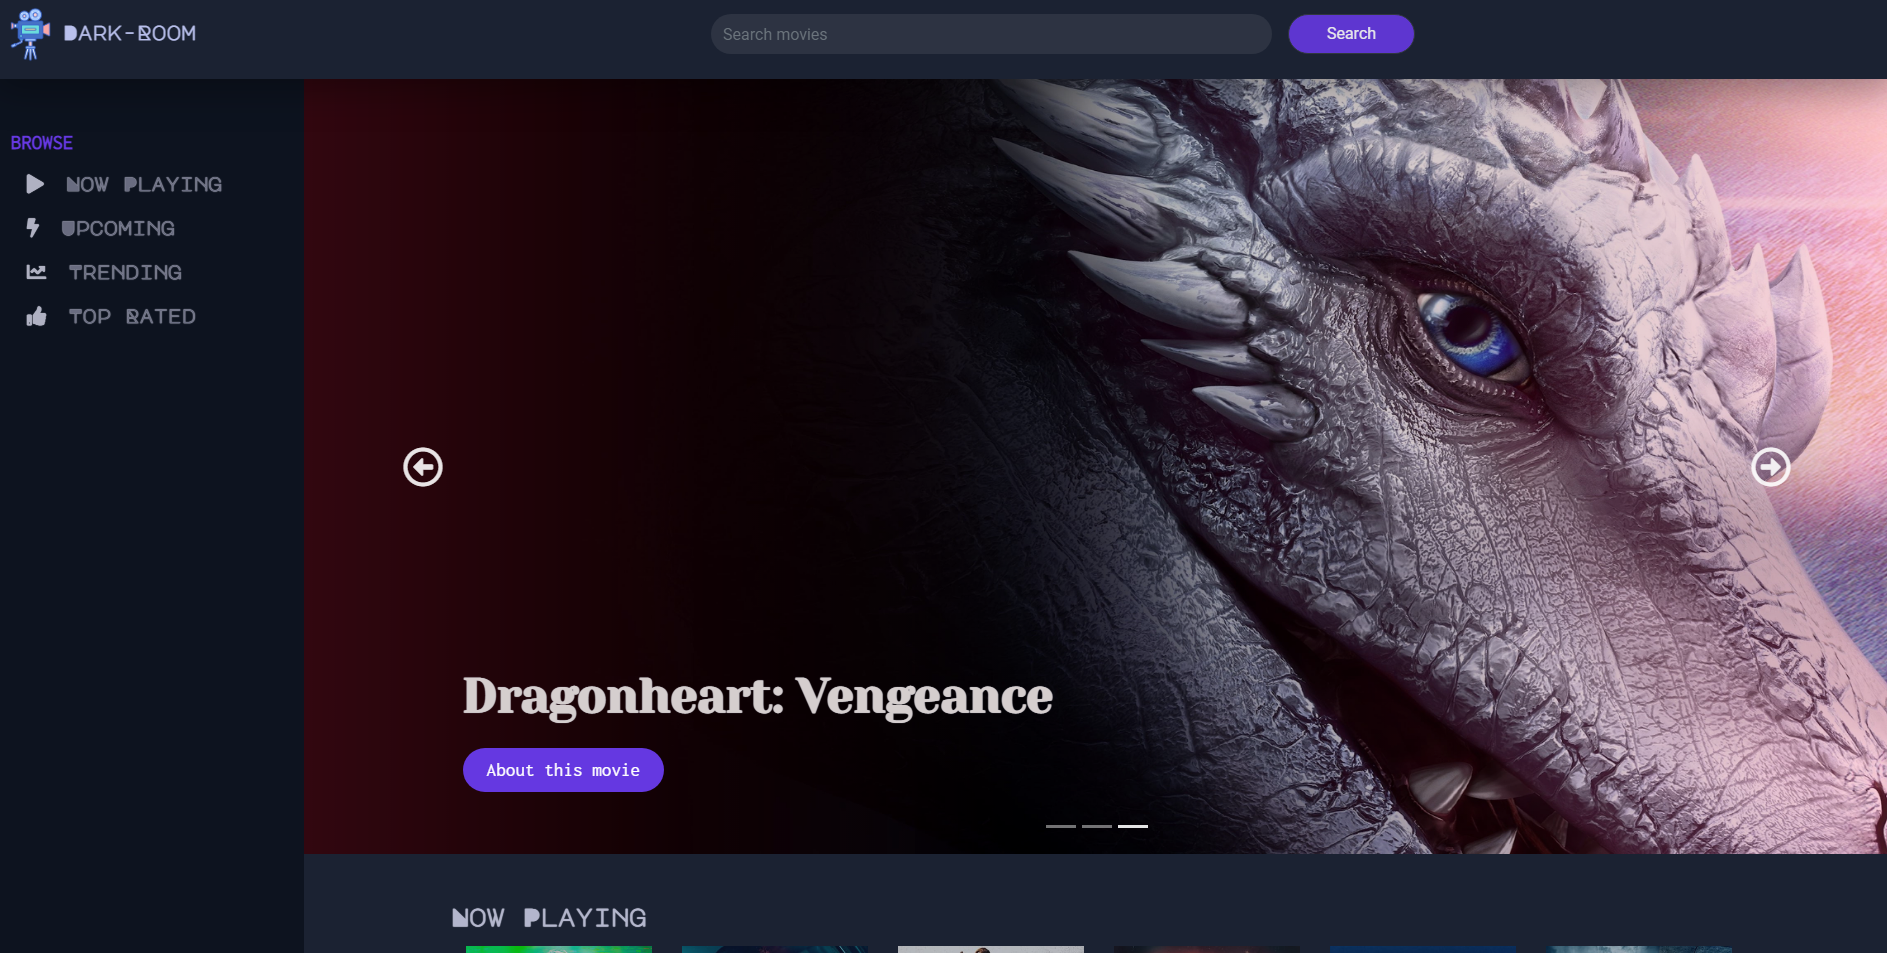 Dark-Room
Search movies
Search
BROWSE
Now Playing
Upcoming
Trending
Top Rated
Dragonheart: Vengeance
About this movie
Now Playing